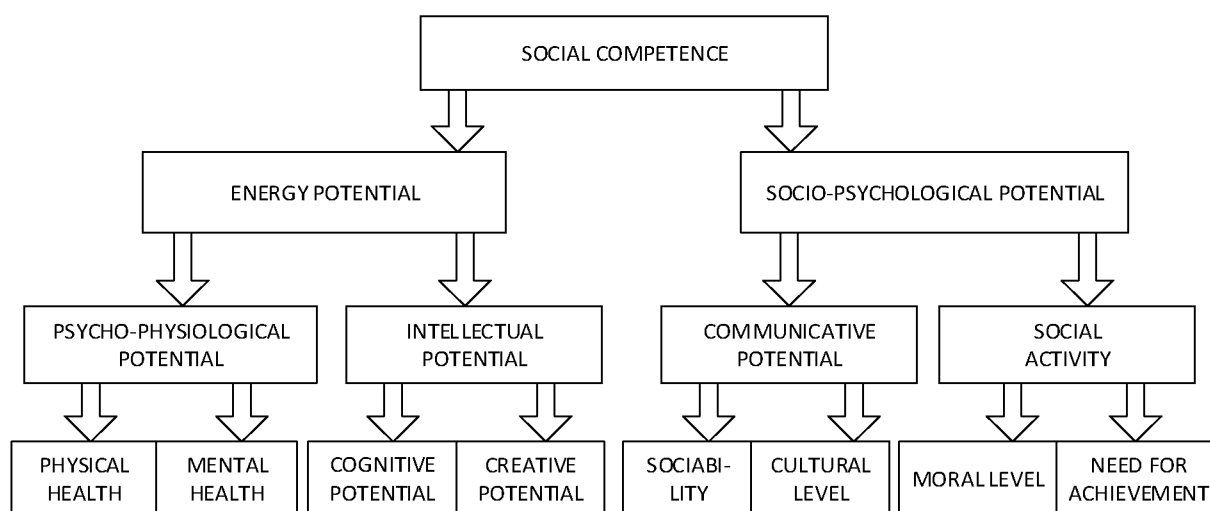 SOCIAL COMPETENCE
ENERGY POTENTIAL
SOCIO-PSYCHOLOGICAL POTENTIAL
PSYCHO-PHYSIOLOGICAL
POTENTIAL
INTELLECTUAL
POTENTIAL
COMMUNICATIVE
POTENTIAL
SOCIAL
ACTIVITY
PHYSICAL
HEALTH
MENTAL
HEALTH
COGNITIVE
POTENTIAL
CREATIVE
POTENTIAL
SOCIABI-
LITY
CULTURAL
LEVEL
MORAL LEVEL
NEED FOR
ACHIEVEMENT